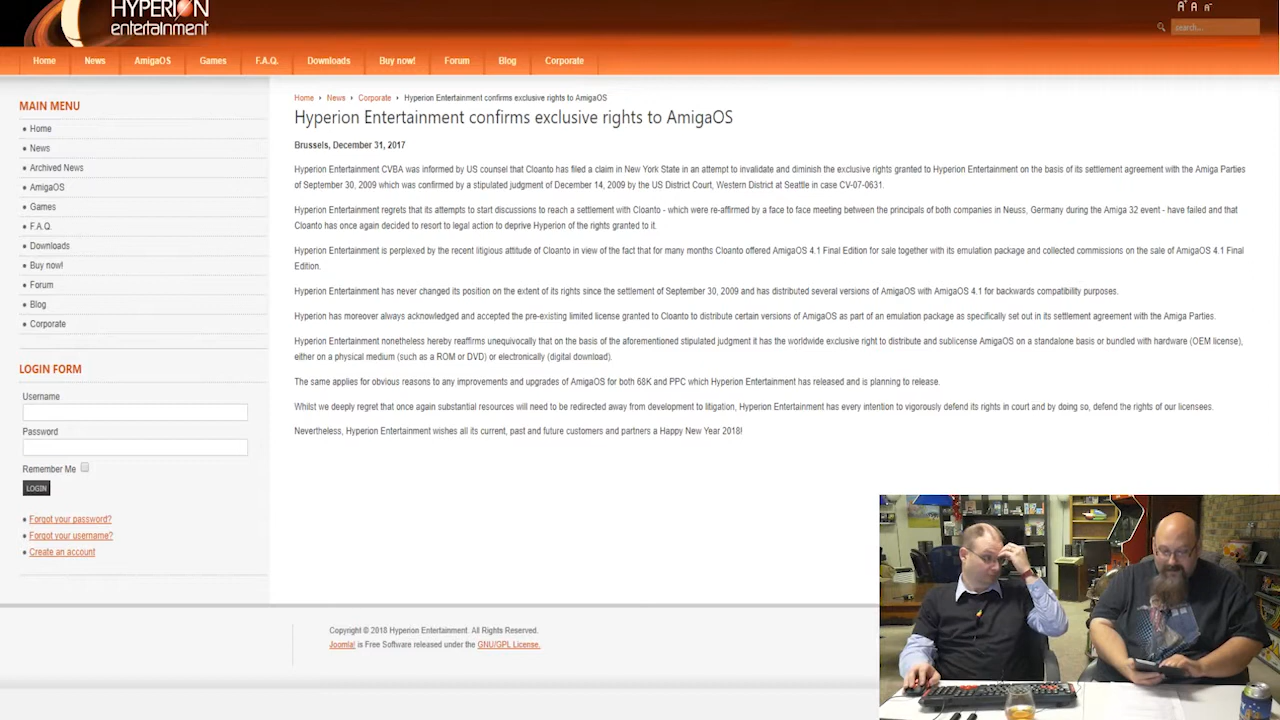 HYPERION
entertainment
A A A
search...
Home News AmigaOS Games F.A.Q. Downloads Buy now! Forum Blog Corporate
MAIN MENU
Home
News
Archived News
AmigaOS
Games
F.A.Q.
Downloads
Buy now!
Forum
Blog
Corporate
LOGIN FORM
Username
Password
Remember Me
LOGIN
Forgot your password?
Forgot your username?
Create an account
Home News Corporate Hyperion Entertainment confirms exclusive rights to AmigaOS
Hyperion Entertainment confirms exclusive rights to AmigaOS
Brussels, December 31, 2017
Hyperion Entertainment CVBA was informed by US counsel that Cloanto has filed a claim in New York State in an attempt to invalidate and diminish the exclusive rights granted to Hyperion Entertainment on the basis of its settlement agreement with the Amiga Parties
of September 30, 2009 which was confirmed by a stipulated judgment of December 14, 2009 by the US District Court, Western District at Seattle in case CV-07-0631.
Hyperion Entertainment regrets that its attempts to start discussions to reach a settlement with Cloanto - which were re-affirmed by a face to face meeting between the principals of both companies in Neuss, Germany during the Amiga 32 event - have failed and that
Cloanto has once again decided to resort to legal action to deprive Hyperion of the rights granted to it.
Hyperion Entertainment is perplexed by the recent litigious attitude of Cloanto in view of the fact that for many months Cloanto offered AmigaOS 4.1 Final Edition for sale together with its emulation package and collected commissions on the sale of AmigaOS 4.1 Final
Edition.
Hyperion Entertainment has never changed its position on the extent of its rights since the settlement of September 30, 2009 and has distributed several versions of AmigaOS with AmigaOS 4.1 for backwards compatibility purposes.
Hyperion has moreover always acknowledged and accepted the pre-existing limited license granted to Cloanto to distribute certain versions of AmigaOS as part of an emulation package as specifically set out in its settlement agreement with the Amiga Parties.
Hyperion Entertainment nonetheless hereby reaffirms unequivocally that on the basis of the aforementioned stipulated judgment it has the worldwide exclusive right to distribute and sublicense AmigaOS on a standalone basis or bundled with hardware (OEM license),
either on a physical medium (such as a ROM or DVD) or electronically (digital download).
The same applies for obvious reasons to any improvements and upgrades of AmigaOS for both 68K and PPC which Hyperion Entertainment has released and is planning to release.
Whilst we deeply regret that once again substantial resources will need to be redirected away from development to litigation, Hyperion Entertainment has every intention to vigorously defend its rights in court and by doing so, defend the rights of our licensees.
Nevertheless, Hyperion Entertainment wishes all its current, past and future customers and partners a Happy New Year 2018!
Copyright © 2018 Hyperion Entertainment. All Rights Reserved.
Joomla! is Free Software released under the GNU/GPL License.